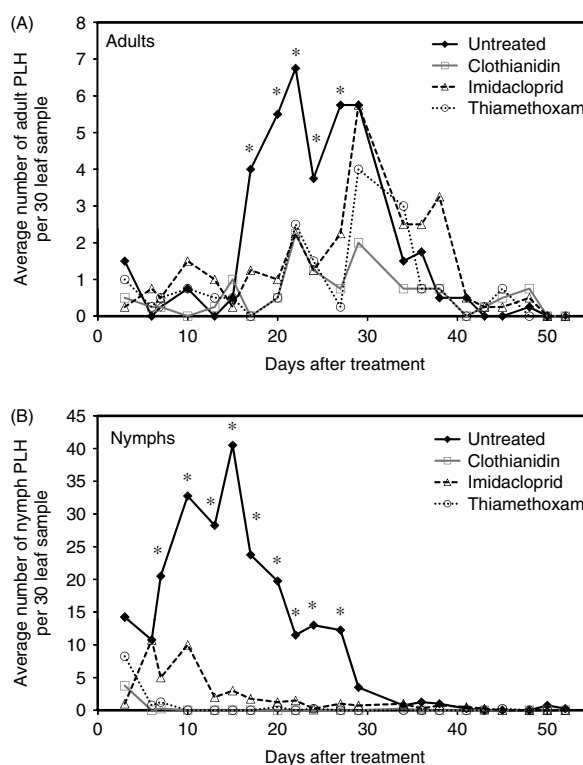 (A)
Adults
Untreated
Clothianidin
Imidacloprid
Thiamethoxam
Average number of adult PLH
per 30 leaf sample
8
7
6
5
4
3
2
1
0
* * * * *
0 10 20 30 40 50
Days after treatment
(B)
Nymphs
Untreated
Clothianidin
Imidacloprid
Thiamethoxam
Average number of nymph PLH
per 30 leaf sample
45
40
35
30
25
20
15
10
5
0
* * * * * * * * *
0 10 20 30 40 50
Days after treatment